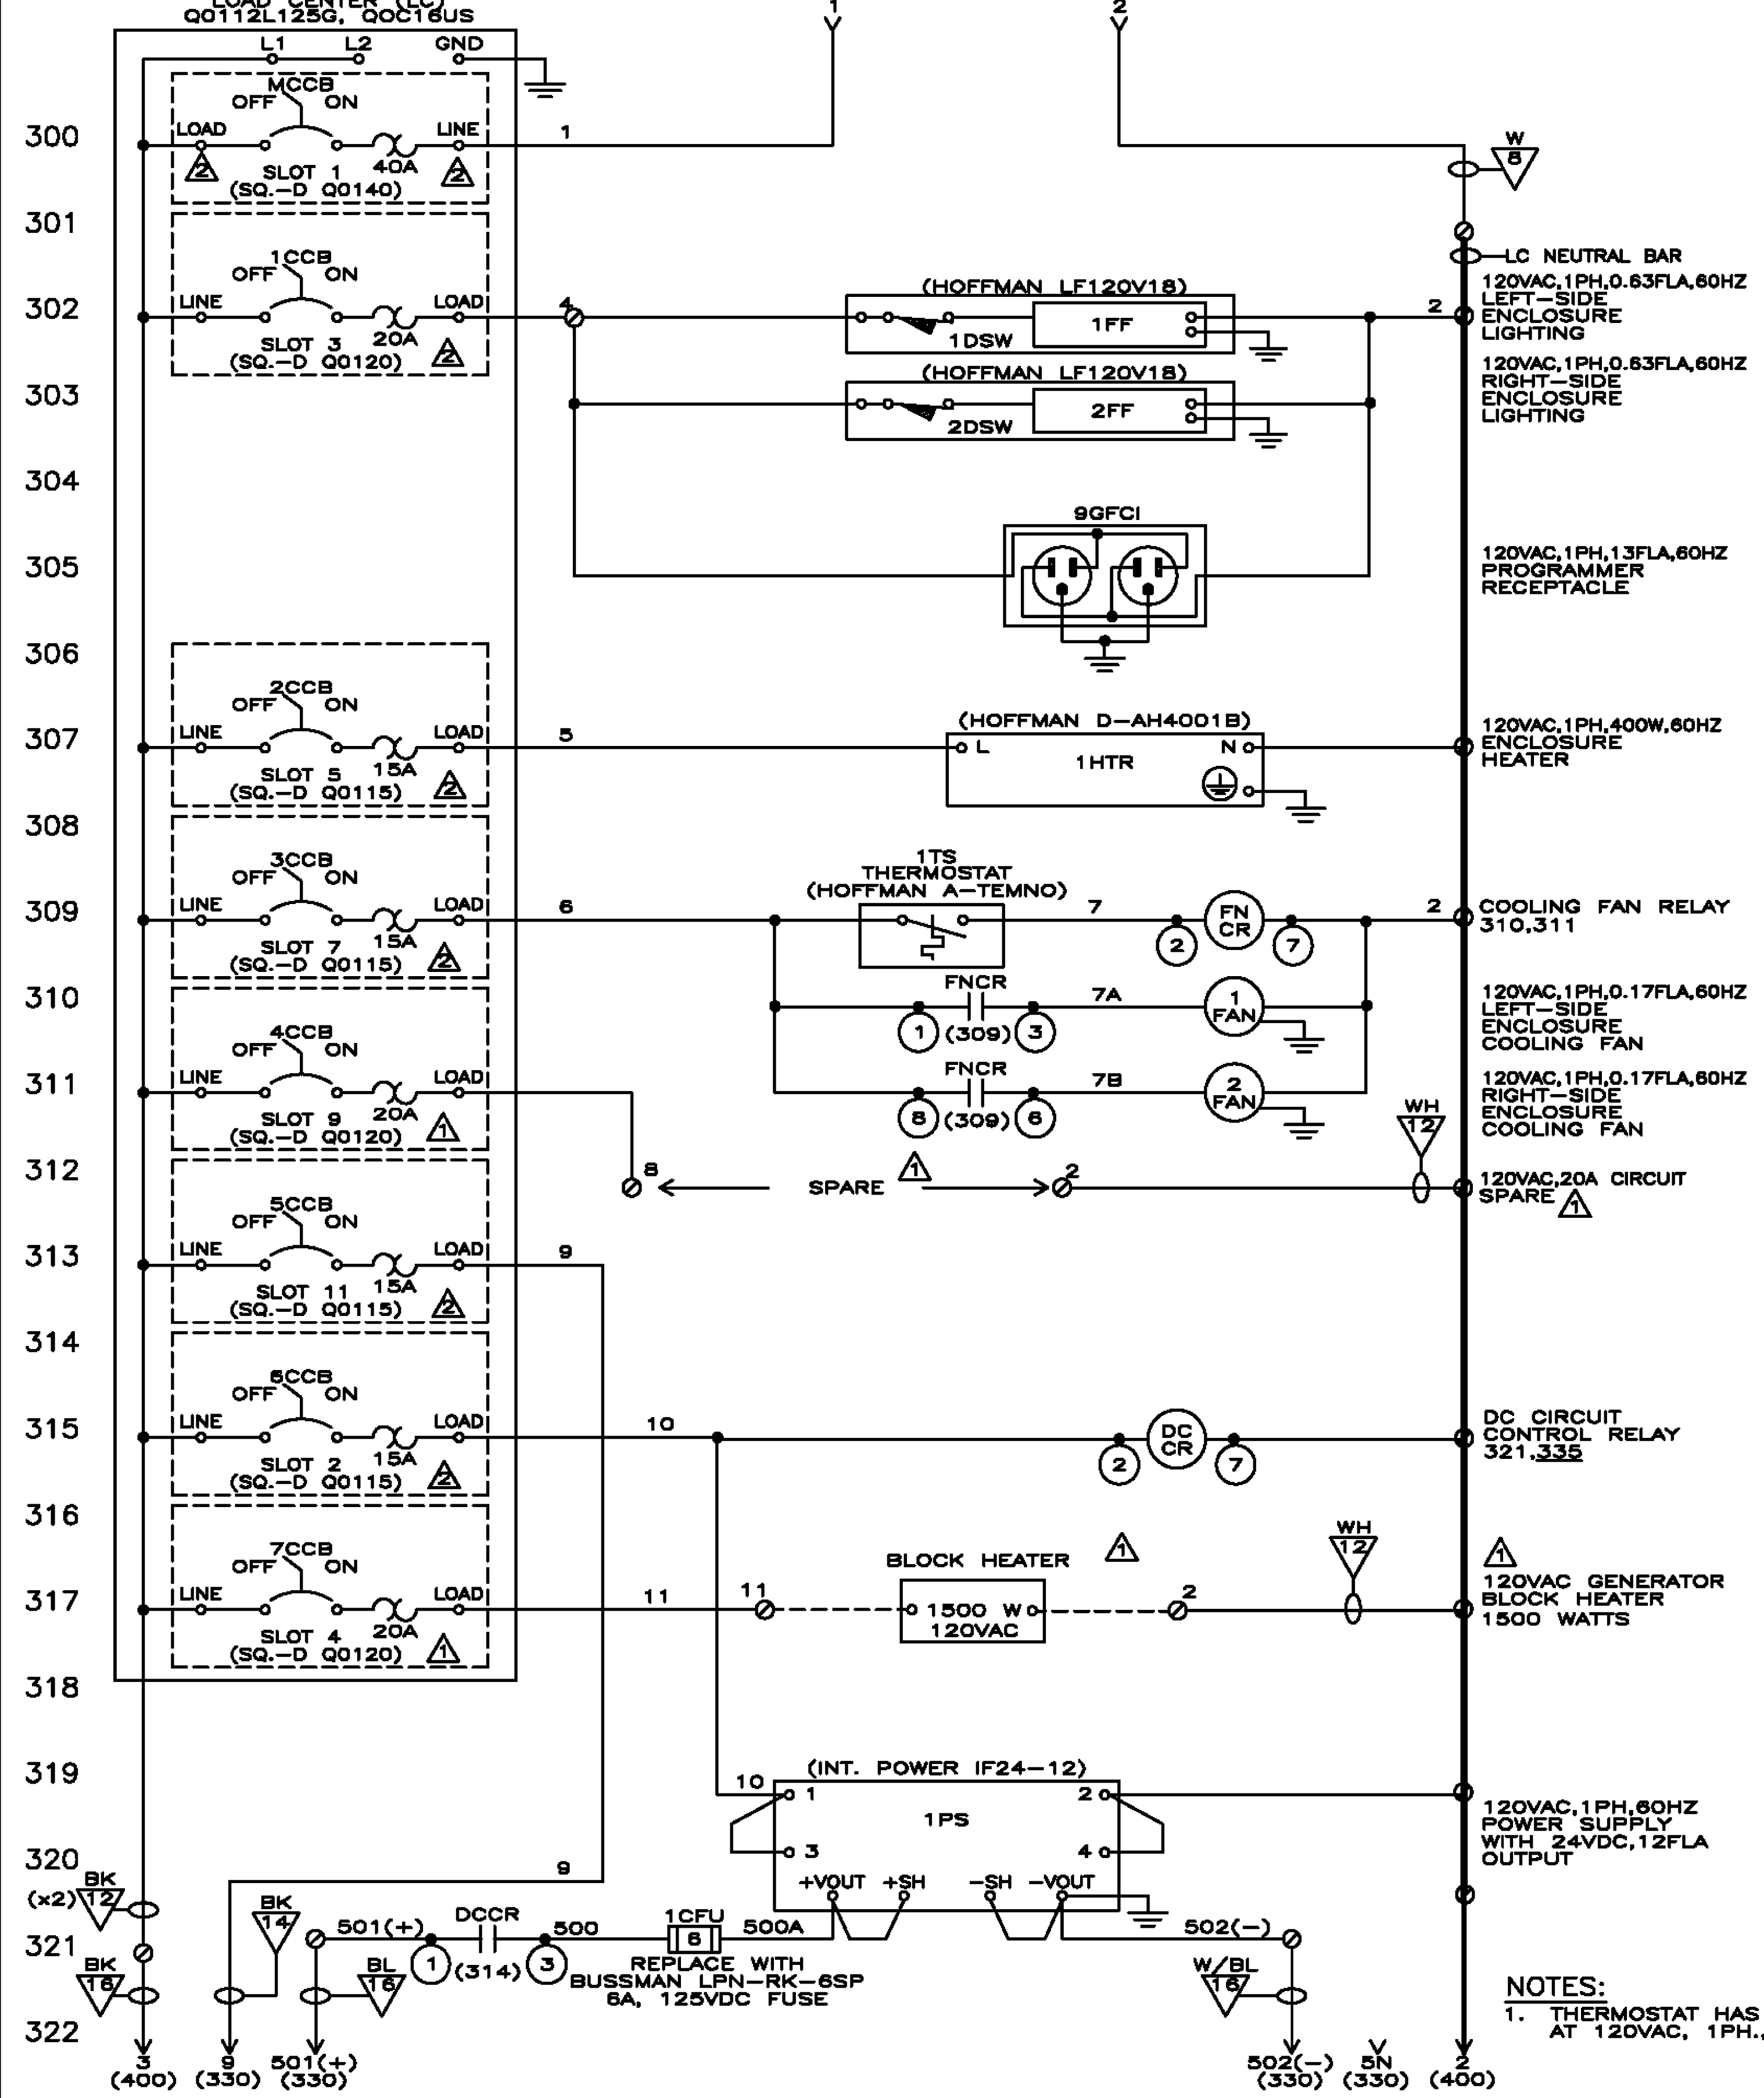 LOAD CENTER (LC)
QO112L125G, QOC16US
1
2
L1 L2 GND
MCCB
OFF ON
300
LOAD LINE
1
2 SLOT 1 40A 2
(SQ.-D QO140)
W
8
301
LC NEUTRAL BAR
1CCB
OFF ON
302
LINE LOAD
4
SLOT 3 20A 2
(SQ.-D QO120)
(HOFFMAN LF120V18)
1FF
1DSW
2
120VAC,1PH,0.63FLA,60HZ
LEFT-SIDE
ENCLOSURE
LIGHTING
303
(HOFFMAN LF120V18)
2FF
2DSW
120VAC,1PH,0.63FLA,60HZ
RIGHT-SIDE
ENCLOSURE
LIGHTING
304
305
9GFCI
120VAC,1PH,13FLA,60HZ
PROGRAMMER
RECEPTACLE
306
2CCB
OFF ON
307
LINE LOAD
5
SLOT 5 15A 2
(SQ.-D QO115)
(HOFFMAN D-AH4001B)
L N
1HTR
120VAC,1PH,400W,60HZ
ENCLOSURE
HEATER
308
3CCB
OFF ON
309
LINE LOAD
6
SLOT 7 15A 2
(SQ.-D QO115)
1TS
THERMOSTAT
(HOFFMAN A-TEMNO)
7
FN
CR
2 7
2
COOLING FAN RELAY
310,311
310
FNCR
7A
1
FAN
1 (309) 3
120VAC,1PH,0.17FLA,60HZ
LEFT-SIDE
ENCLOSURE
COOLING FAN
4CCB
OFF ON
311
LINE LOAD
SLOT 9 20A 1
(SQ.-D QO120)
FNCR
7B
2
FAN
8 (309) 6
120VAC,1PH,0.17FLA,60HZ
RIGHT-SIDE
ENCLOSURE
COOLING FAN
WH
12
312
8 SPARE 1 2
120VAC,20A CIRCUIT
SPARE 1
5CCB
OFF ON
313
LINE LOAD
9
SLOT 11 15A 2
(SQ.-D QO115)
314
6CCB
OFF ON
315
LINE LOAD
10
SLOT 2 15A 2
(SQ.-D QO115)
DC
CR
2 7
DC CIRCUIT
CONTROL RELAY
321,335
316
7CCB
OFF ON
317
LINE LOAD
11
SLOT 4 20A 1
(SQ.-D QO120)
BLOCK HEATER 1
11 1500 W 2
120VAC
WH
12
1
120VAC GENERATOR
BLOCK HEATER
1500 WATTS
318
319
(INT. POWER IF24-12)
10 1 2
1PS
3 4
+VOUT +SH -SH -VOUT
120VAC,1PH,60HZ
POWER SUPPLY
WITH 24VDC,12FLA
OUTPUT
320
9
BK
(x2) 12
BK
14
321
501(+) DCCR 500 1CFU 500A 502(-)
6
1 (314) 3
REPLACE WITH
BUSSMAN LPN-RK-6SP
6A, 125VDC FUSE
BK
16
BL
16
W/BL
16
322
3
(400)
9
(330)
501(+)
(330)
502(-)
(330)
5N
(330)
2
(400)
NOTES:
1. THERMOSTAT HAS
AT 120VAC, 1PH.,